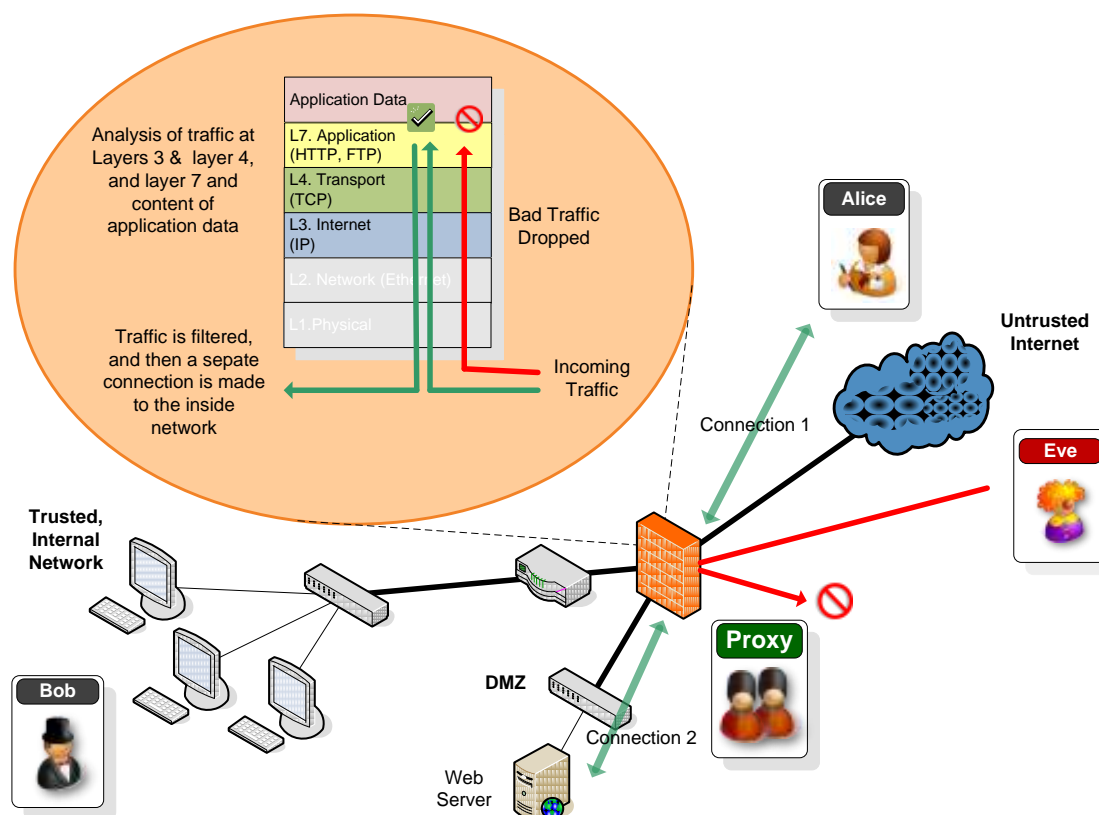 Application Data
L7. Application
(HTTP, FTP)
L4. Transport
(TCP)
L3. Internet
(IP)
L2. Network (Ethernet)
L1.Physical
Analysis of traffic at
Layers 3 &  layer 4,
and layer 7 and
content of
application data
Bad Traffic
Dropped
Traffic is filtered,
and then a sepate
connection is made
to the inside
network
Incoming
Traffic
Alice
Untrusted
Internet
Connection 1
Eve
Trusted,
Internal
Network
Proxy
DMZ
Bob
Connection 2
Web
Server